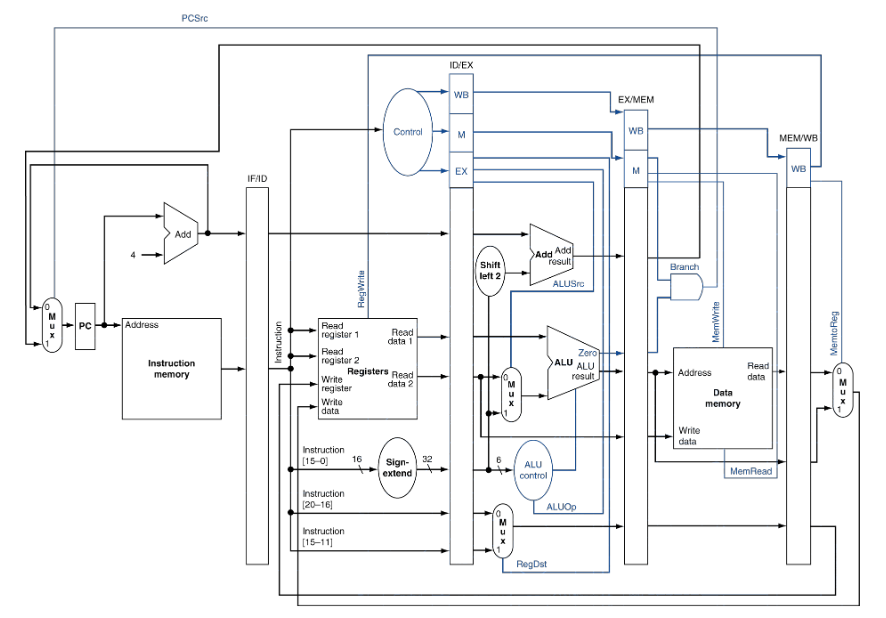 PCSrc
ID/EX
WB
EX/MEM
Control
M
WB
MEM/WB
EX
M
WB
IF/ID
Add
4
Add
Add
result
Shift
left 2
Branch
ALUSrc
RegWrite
MemWrite
MemtoReg
0
M
u
x
1
PC
Address
Instruction
memory
Instruction
Read
register 1
Read
data 1
Read
register 2
Registers
Read
data 2
Write
register
Write
data
Zero
ALU
ALU
result
0
M
u
x
1
Address
Read
data
Data
memory
Write
data
0
M
u
x
1
MemRead
Instruction
[15–0]
16
Sign-
extend
32
6
ALU
control
Instruction
[20–16]
ALUOp
Instruction
[15–11]
0
M
u
x
1
RegDst